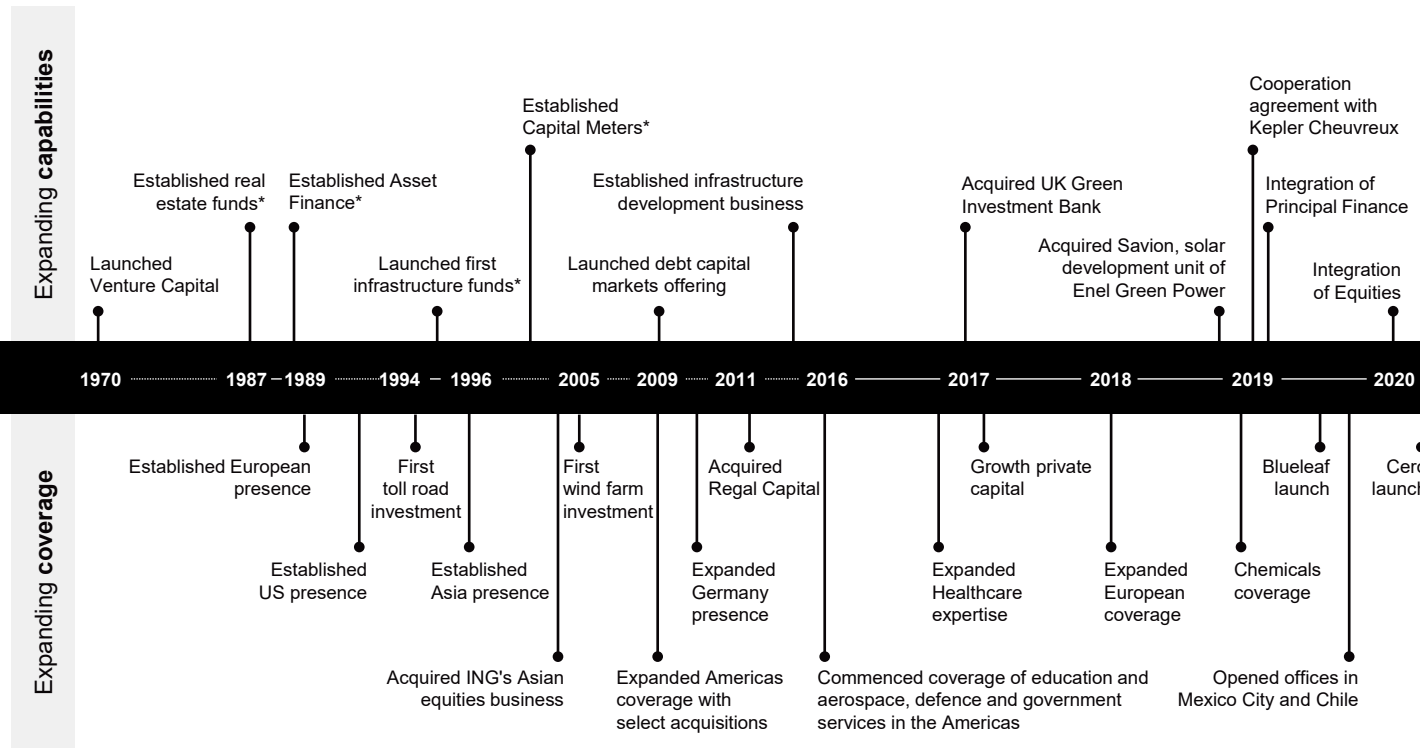 Expanding capabilities
Established
Capital Meters*
Cooperation
agreement with
Kepler Cheuvreux
Established real
estate funds*
Established Asset
Finance*
Established infrastructure
development business
Acquired UK Green
Investment Bank
Integration of
Principal Finance
Launched
Venture Capital
Launched first
infrastructure funds*
Launched debt capital
markets offering
Acquired Savion, solar
development unit of
Enel Green Power
Integration
of Equities
1970 1987 1989 1994 1996 2005 2009 2011 2016 2017 2018 2019 2020
Expanding coverage
Established European
presence
First
toll road
investment
First
wind farm
investment
Acquired
Regal Capital
Growth private
capital
Blueleaf
launch
launch
Established
US presence
Established
Asia presence
Expanded
Germany
presence
Expanded
Healthcare
expertise
Expanded
European
coverage
Chemicals
coverage
Acquired ING's Asian
equities business
Expanded Americas
coverage with
select acquisitions
Commenced coverage of education and
aerospace, defence and government
services in the Americas
Opened offices in
Mexico City and Chile